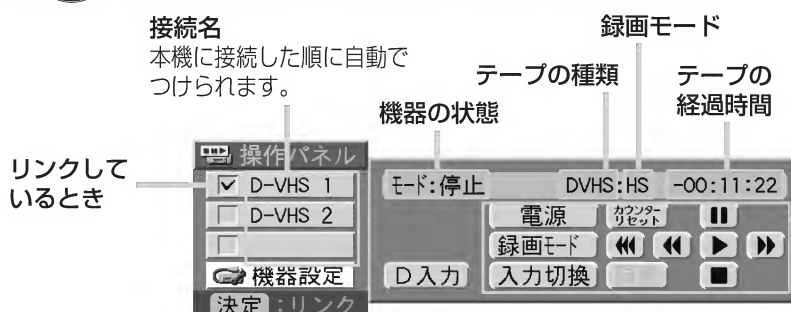 接続名
本機に接続した順に自動で
つけられます。
録画モード
テープの種類
テープの
経過時間
機器の状態
リンクして
いるとき
操作パネル
D-VHS 1
D-VHS 2
機器設定
決定:リンク
モード:停止
DVHS:HS
-00:11:22
電源
カウンター
リセット
録画モード
D入力
入力切換